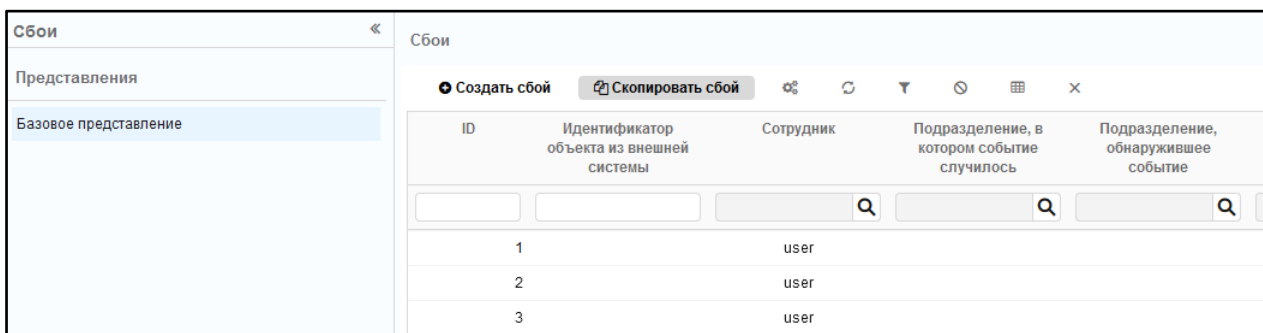 Сбои
Представления
Базовое представление
Сбои
Создать сбой Скопировать сбой
ID Идентификатор объекта из внешней системы Сотрудник Подразделение, в котором событие случилось Подразделение, обнаружившее событие
1 user
2 user
3 user